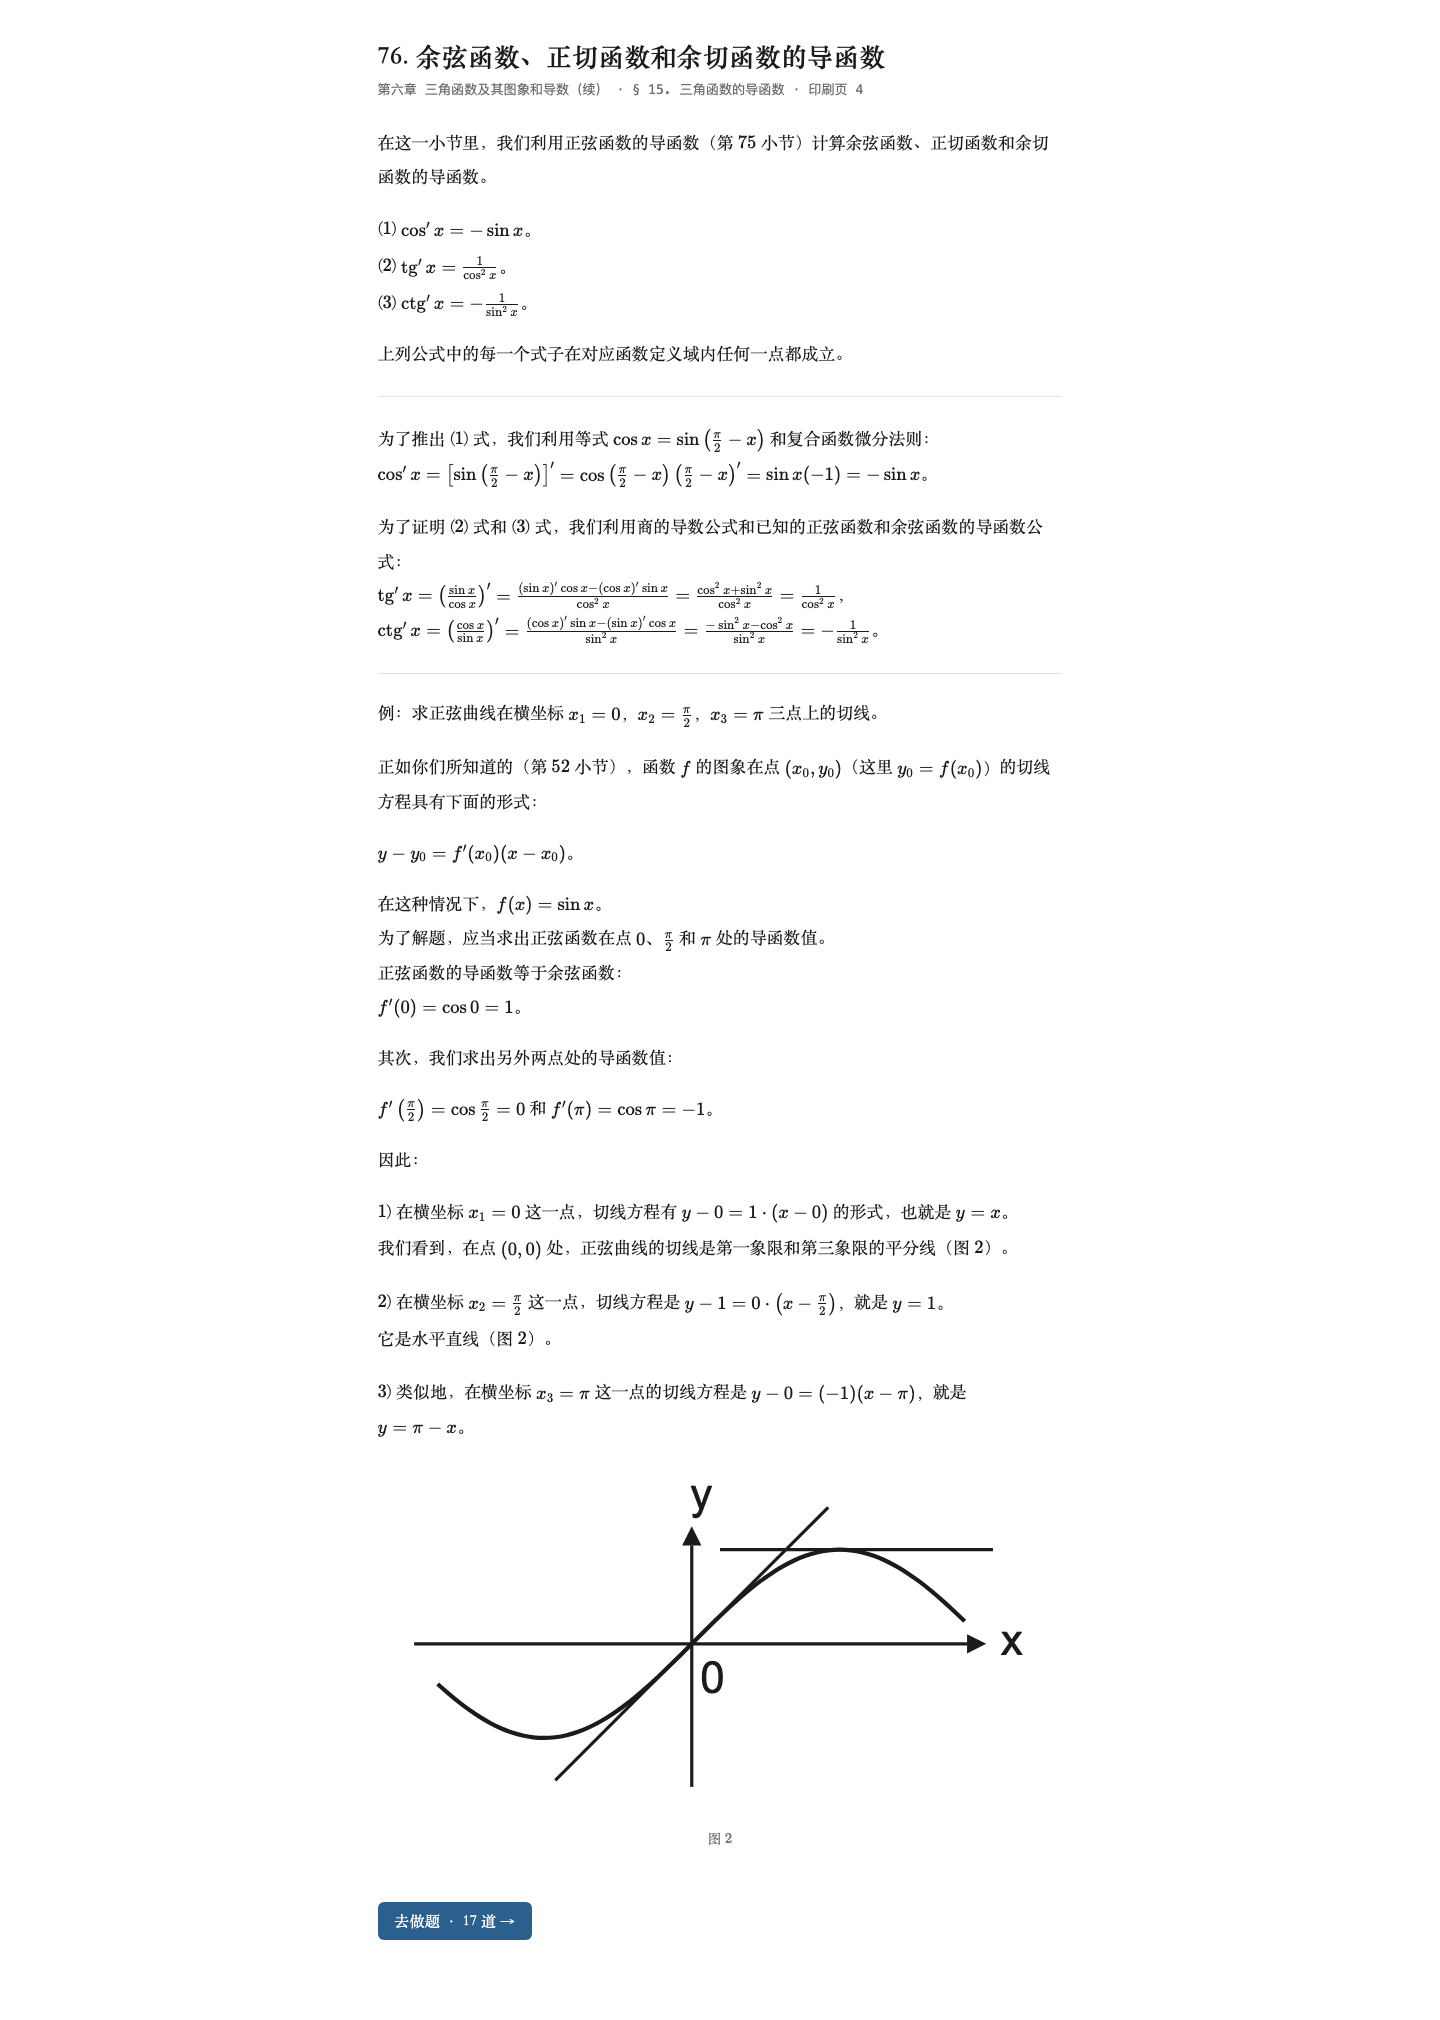 76. 余弦函数、正切函数和余切函数的导函数
第六章 三角函数及其图象和导数（续） · § 15. 三角函数的导函数 · 印刷页 4
在这一小节里，我们利用正弦函数的导函数（第 75 小节）计算余弦函数、正切函数和余切
函数的导函数。
(1) cos′ x = − sin x。
(2) tg′ x = 1/cos² x。
(3) ctg′ x = −1/sin² x。
上列公式中的每一个式子在对应函数定义域内任何一点都成立。
为了推出 (1) 式，我们利用等式 cos x = sin (π/2 − x) 和复合函数微分法则：
cos′ x = [sin (π/2 − x)]′ = cos (π/2 − x) (π/2 − x)′ = sin x(−1) = − sin x。
为了证明 (2) 式和 (3) 式，我们利用商的导数公式和已知的正弦函数和余弦函数的导函数公
式：
tg′ x = (sin x/cos x)′ = ((sin x)′ cos x−(cos x)′ sin x)/cos² x = (cos² x+sin² x)/cos² x = 1/cos² x，
ctg′ x = (cos x/sin x)′ = ((cos x)′ sin x−(sin x)′ cos x)/sin² x = (− sin² x−cos² x)/sin² x = −1/sin² x。
例：求正弦曲线在横坐标 x₁ = 0，x₂ = π/2，x₃ = π 三点上的切线。
正如你们所知道的（第 52 小节），函数 f 的图象在点 (x₀, y₀)（这里 y₀ = f(x₀)）的切线
方程具有下面的形式：
y − y₀ = f′(x₀)(x − x₀)。
在这种情况下，f(x) = sin x。
为了解题，应当求出正弦函数在点 0、π/2 和 π 处的导函数值。
正弦函数的导函数等于余弦函数：
f′(0) = cos 0 = 1。
其次，我们求出另外两点处的导函数值：
f′ (π/2) = cos π/2 = 0 和 f′(π) = cos π = −1。
因此：
1) 在横坐标 x₁ = 0 这一点，切线方程有 y − 0 = 1 · (x − 0) 的形式，也就是 y = x。
我们看到，在点 (0, 0) 处，正弦曲线的切线是第一象限和第三象限的平分线（图 2）。
2) 在横坐标 x₂ = π/2 这一点，切线方程是 y − 1 = 0 · (x − π/2)，就是 y = 1。
它是水平直线（图 2）。
3) 类似地，在横坐标 x₃ = π 这一点的切线方程是 y − 0 = (−1)(x − π)，就是
y = π − x。
y
x
0
图 2
去做题 · 17 道 →